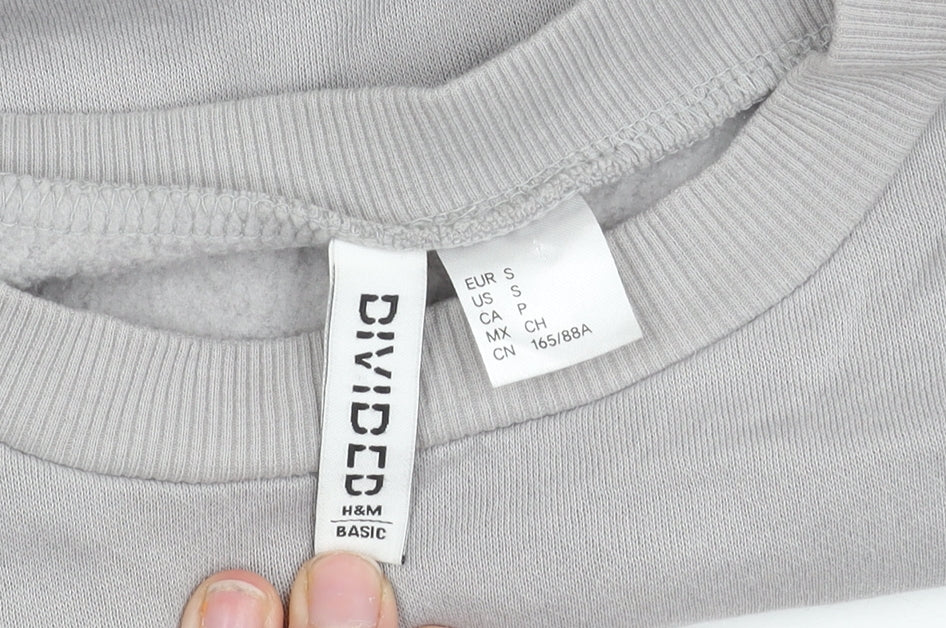 DIVIDED
H&M
BASIC
EUR S
US S
CA P
MX CH
CN 165/88A